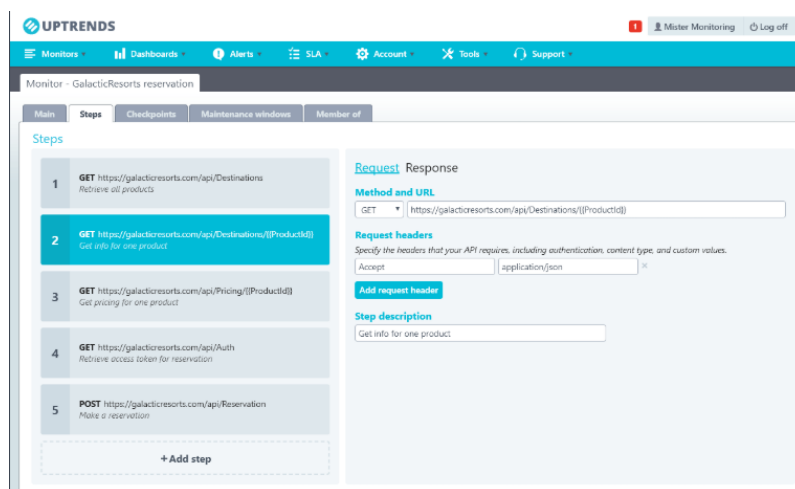 UPTRENDS
1 Mister Monitoring Log off
Monitors Dashboards Alerts SLA Account Tools Support
Monitor - GalacticResorts reservation
Main Steps Checkpoints Maintenance windows Member of
Steps
1
GET https://galacticresorts.com/api/Destinations
Retrieve all products
2
GET https://galacticresorts.com/api/Destinations/{{ProductId}}
Get info for one product
3
GET https://galacticresorts.com/api/Pricing/{{ProductId}}
Get pricing for one product
4
GET https://galacticresorts.com/api/Auth
Retrieve access token for reservation
5
POST https://galacticresorts.com/api/Reservation
Make a reservation
+ Add step
Request Response
Method and URL
GET https://galacticresorts.com/api/Destinations/{{ProductId}}
Request headers
Specify the headers that your API requires, including authentication, content type, and custom values.
Accept application/json
Add request header
Step description
Get info for one product